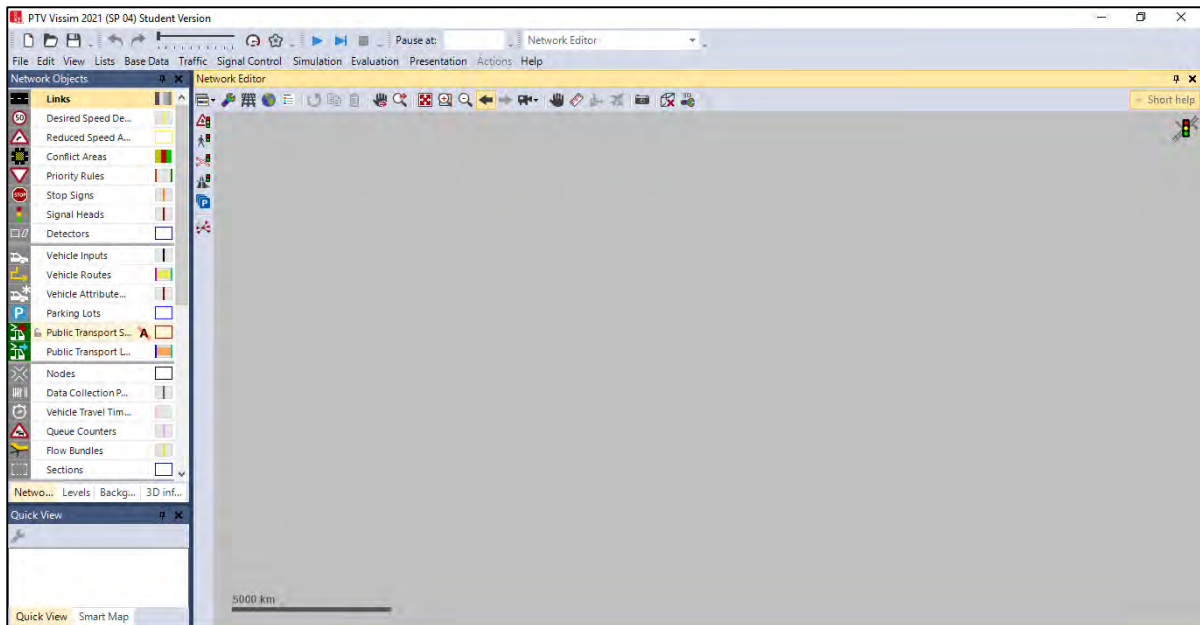 PTV Vissim 2021 (SP 04) Student Version
Pause at: Network Editor
File Edit View Lists Base Data Traffic Signal Control Simulation Evaluation Presentation Actions Help
Network Objects
Network Editor
Links
Short help
50 Desired Speed De...
Reduced Speed A...
Conflict Areas
Priority Rules
STOP Stop Signs
Signal Heads
Detectors
Vehicle Inputs
Vehicle Routes
Vehicle Attribute...
P Parking Lots
Public Transport S... A
Public Transport L...
Nodes
Data Collection P...
Vehicle Travel Tim...
Queue Counters
Flow Bundles
Sections
Netwo... Levels Backg... 3D inf...
Quick View
5000 km
Quick View Smart Map